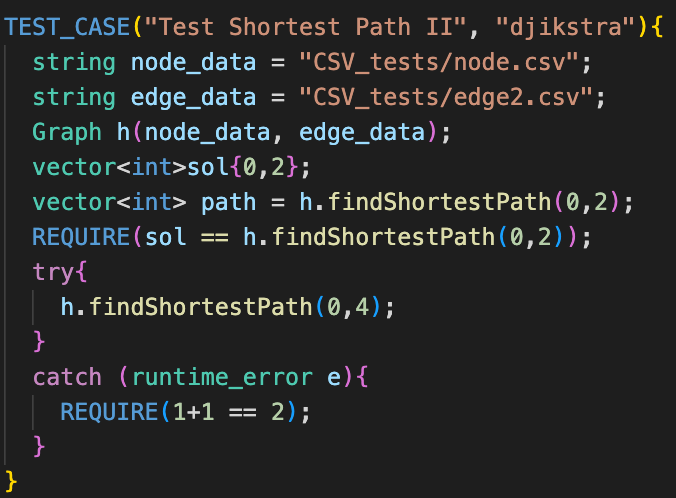 TEST_CASE("Test Shortest Path II", "djikstra"){
  string node_data = "CSV_tests/node.csv";
  string edge_data = "CSV_tests/edge2.csv";
  Graph h(node_data, edge_data);
  vector<int>sol{0,2};
  vector<int> path = h.findShortestPath(0,2);
  REQUIRE(sol == h.findShortestPath(0,2));
  try{
    h.findShortestPath(0,4);
  }
  catch (runtime_error e){
    REQUIRE(1+1 == 2);
  }
}